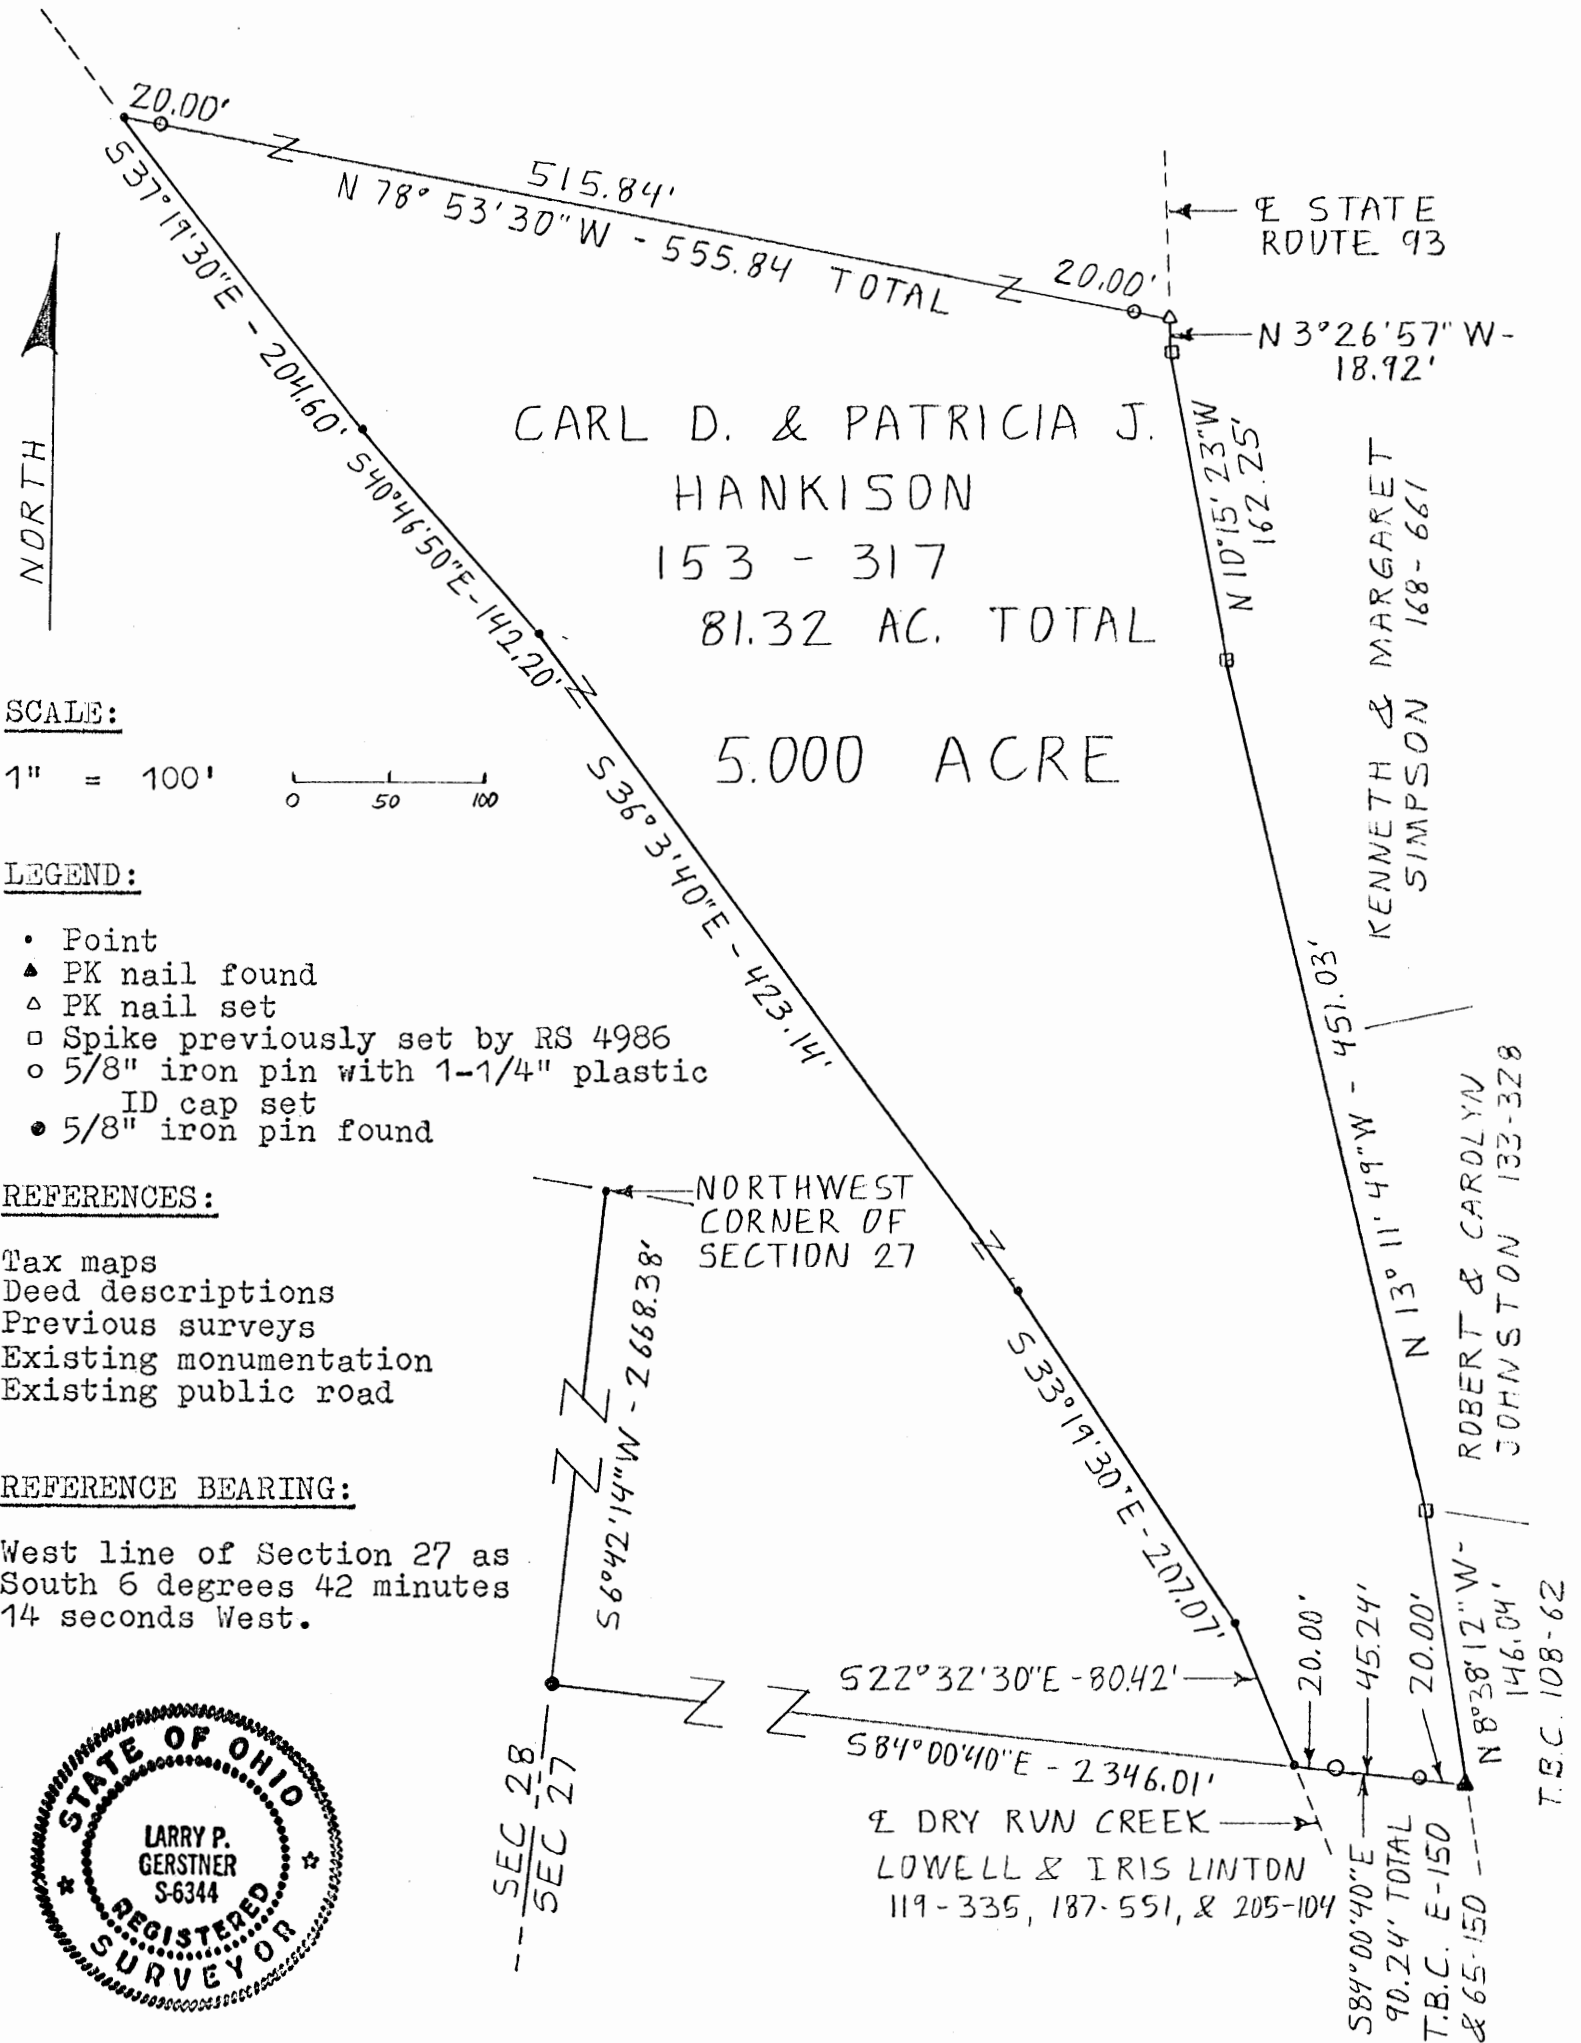 20.00'
515.84'
N 78° 53'30"W - 555.84 TOTAL
20.00'
℄ STATE
ROUTE 93
N 3°26'57" W-
18.92'
S37°19'30"E - 204.60'
NORTH
CARL D. & PATRICIA J.
HANKISON
153 - 317
81.32 AC. TOTAL
5.000 ACRE
N 10°15'23"W
162.25'
KENNETH & MARGARET
SIMPSON 168-661
S40°46'50"E-142.20'
SCALE:
1" = 100'
0 50 100
S 36° 3'40"E - 423.14'
LEGEND:
• Point
▲ PK nail found
△ PK nail set
□ Spike previously set by RS 4986
○ 5/8" iron pin with 1-1/4" plastic
ID cap set
● 5/8" iron pin found
N 13° 11' 49"W - 451.03'
ROBERT & CAROLYN
JOHNSTON 133-328
REFERENCES:
Tax maps
Deed descriptions
Previous surveys
Existing monumentation
Existing public road
NORTHWEST
CORNER OF
SECTION 27
S6°42'14"W - 2668.38'
S 33°19'30"E - 207.07'
REFERENCE BEARING:
West line of Section 27 as
South 6 degrees 42 minutes
14 seconds West.
S22°32'30"E-80.42'
S84°00'40"E - 2346.01'
20.00'
45.24'
20.00'
N 8°38'12"W-
146.04'
T.B.C. 108-62
SEC 28
SEC 27
℄ DRY RUN CREEK
LOWELL & IRIS LINTON
119-335, 187-551, & 205-104
S84°00'40"E
90.24' TOTAL
T.B.C. E-150
& 65-150
STATE OF OHIO
LARRY P.
GERSTNER
S-6344
REGISTERED
SURVEYOR